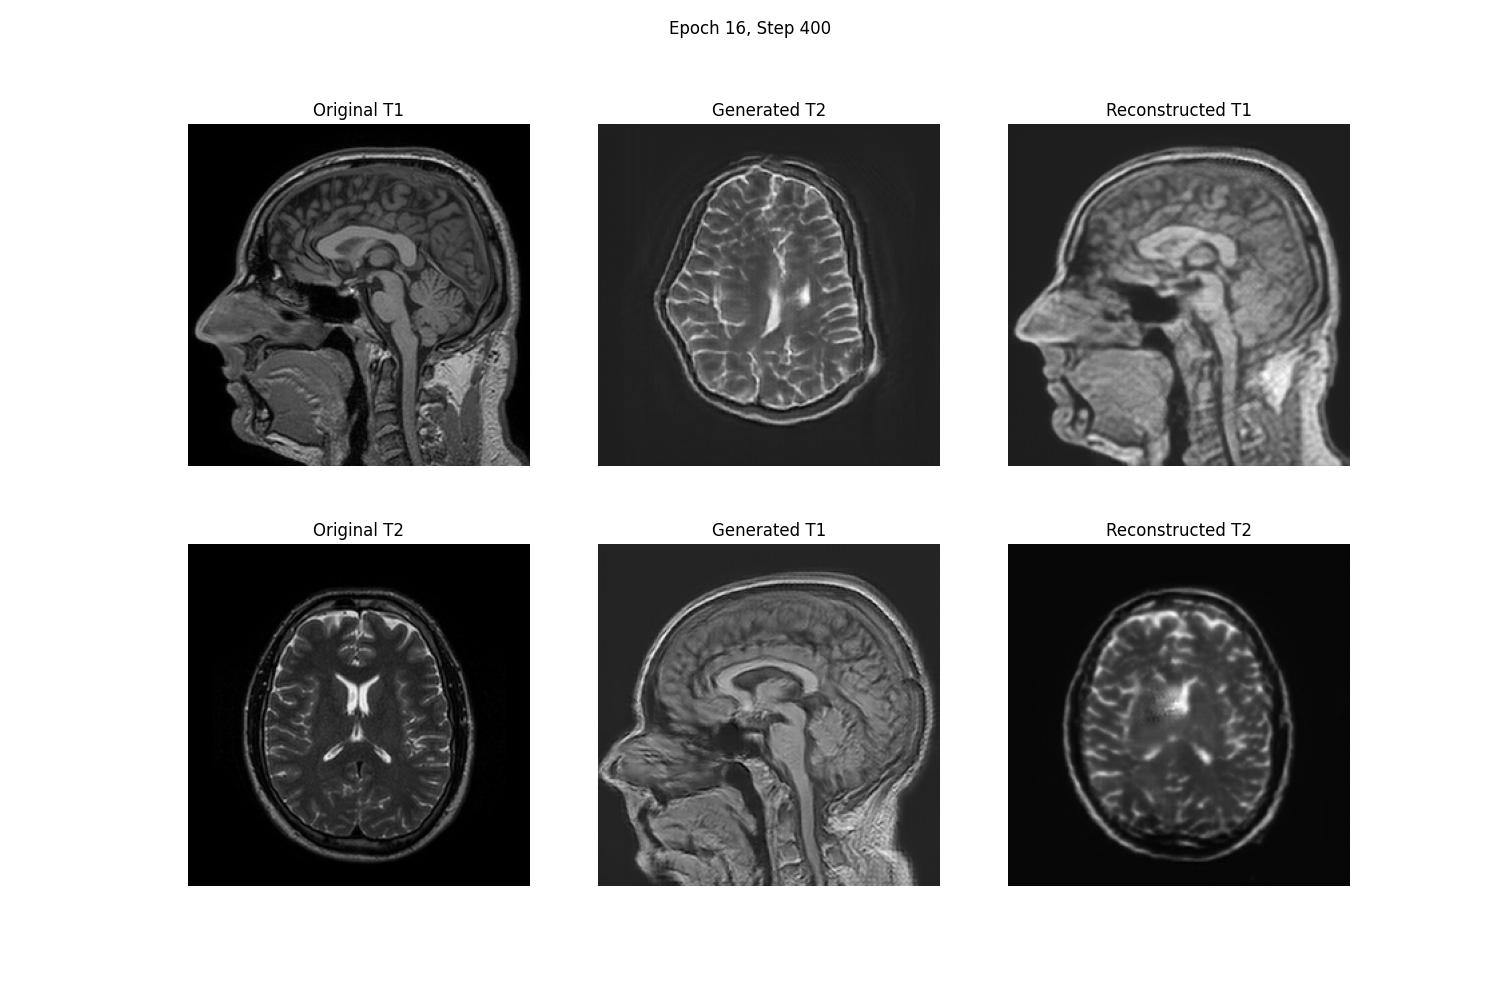 Epoch 16, Step 400
Original T1
Generated T2
Reconstructed T1
Original T2
Generated T1
Reconstructed T2